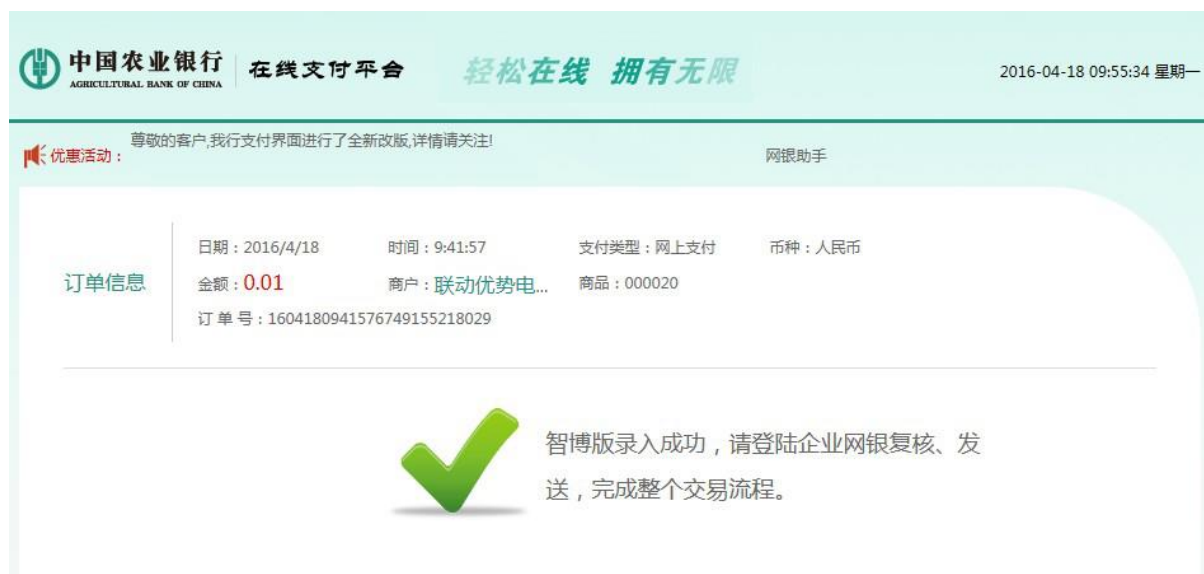 中国农业银行
AGRICULTURAL BANK OF CHINA
在线支付平台
轻松在线 拥有无限
2016-04-18 09:55:34 星期一
优惠活动：
尊敬的客户,我行支付界面进行了全新改版,详情请关注!
网银助手
订单信息
日期：2016/4/18 时间：9:41:57 支付类型：网上支付 币种：人民币
金额：0.01 商户：联动优势电... 商品：000020
订 单 号：1604180941576749155218029
智博版录入成功，请登陆企业网银复核、发
送，完成整个交易流程。